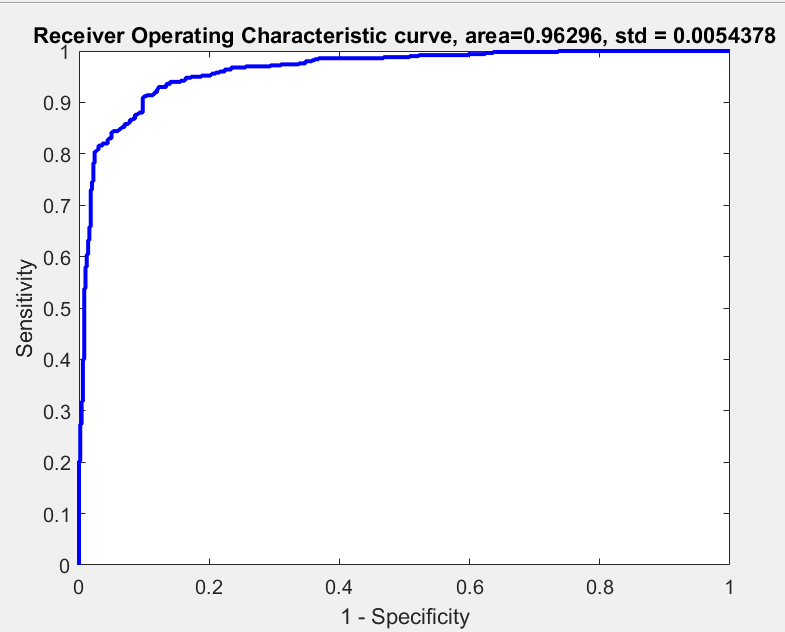 Receiver Operating Characteristic curve, area=0.96296, std = 0.0054378
1
0.9
0.8
0.7
0.6
0.5
0.4
0.3
0.2
0.1
0
Sensitivity
0 0.2 0.4 0.6 0.8 1
1 - Specificity